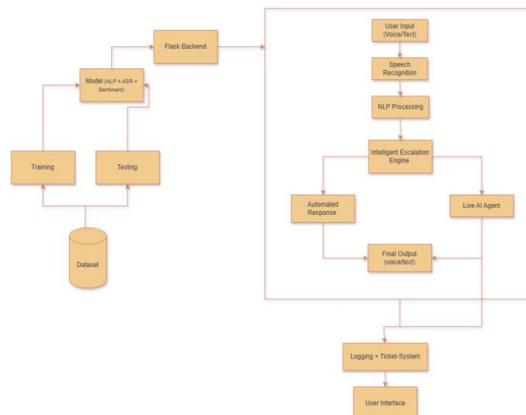 Flask Backend
Model (NLP + ASR +
Sentiment)
Training
Testing
Dataset
User Input
(Voice/Text)
Speech
Recognition
NLP Processing
Intelligent Escalation
Engine
Automated
Response
Live AI Agent
Final Output
(voice/text)
Logging + Ticket-System
User Interface